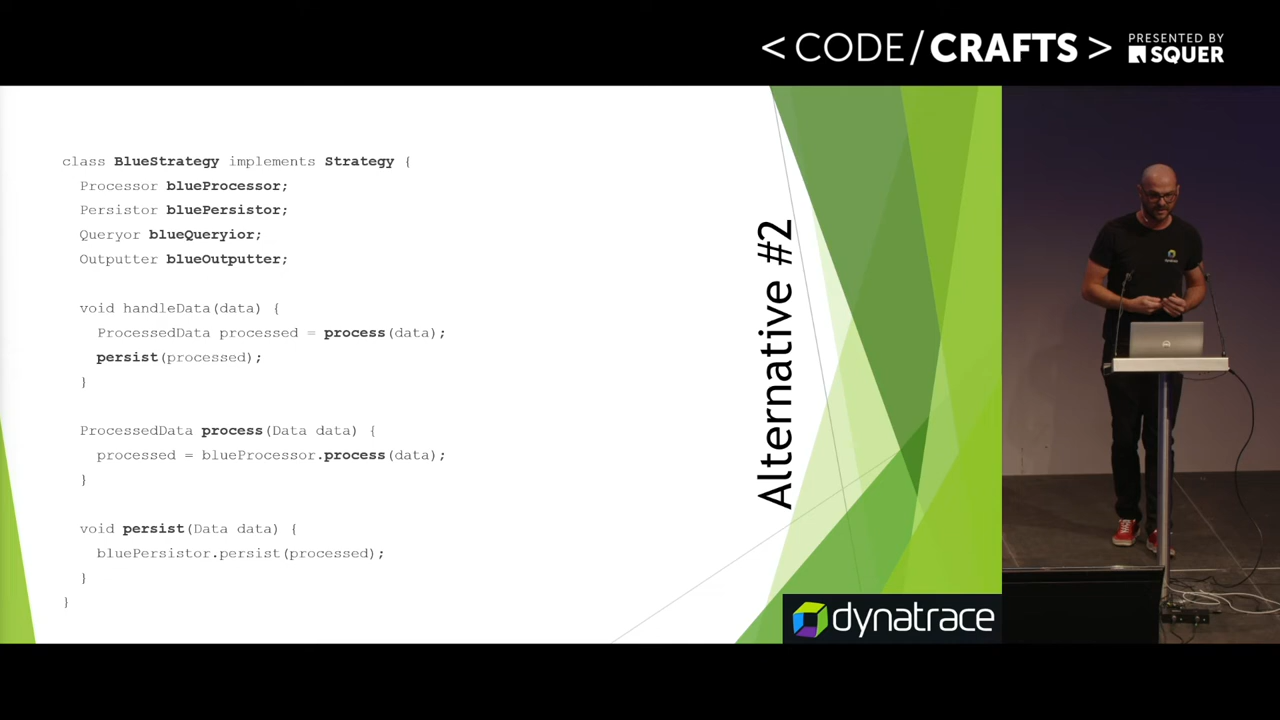 < CODE/CRAFTS >
PRESENTED BY
SQUER
class BlueStrategy implements Strategy {
Processor blueProcessor;
Persistor bluePersistor;
Queryor blueQueryior;
Outputter blueOutputter;
void handleData(data) {
ProcessedData processed = process(data);
persist(processed);
}
ProcessedData process(Data data) {
processed = blueProcessor.process(data);
}
void persist(Data data) {
bluePersistor.persist(processed);
}
}
Alternative #2
dynatrace
dynatrace